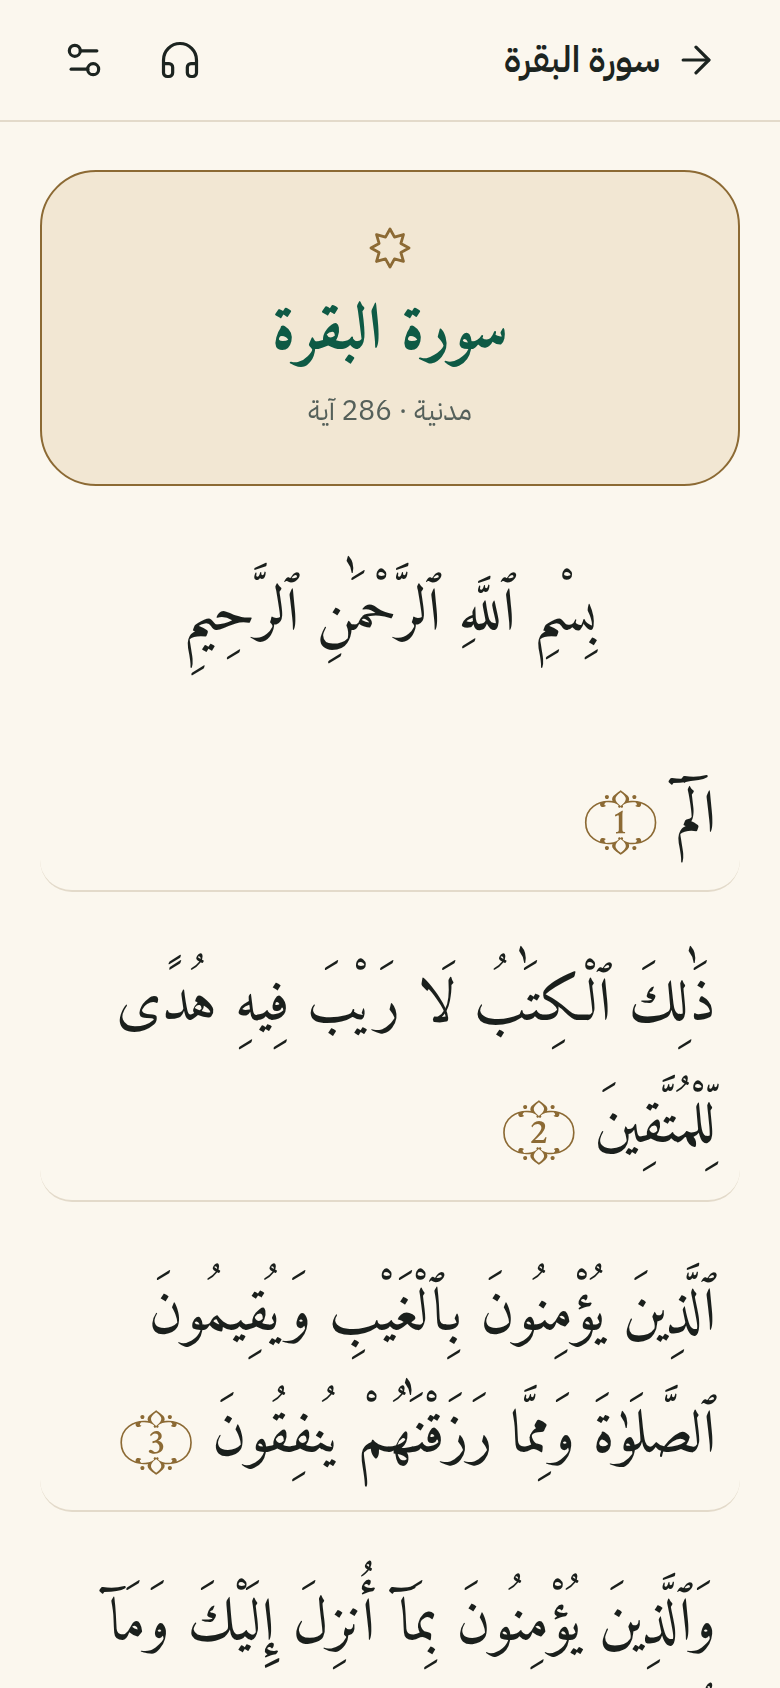 سورة البقرة
سورة البقرة
مدنية · 286 آية
بِسْمِ ٱللَّهِ ٱلرَّحْمَٰنِ ٱلرَّحِيمِ
الٓمٓ 1
ذَٰلِكَ ٱلْكِتَٰبُ لَا رَيْبَ فِيهِ هُدًى
لِّلْمُتَّقِينَ 2
ٱلَّذِينَ يُؤْمِنُونَ بِٱلْغَيْبِ وَيُقِيمُونَ
ٱلصَّلَوٰةَ وَمِمَّا رَزَقْنَٰهُمْ يُنفِقُونَ 3
وَٱلَّذِينَ يُؤْمِنُونَ بِمَآ أُنزِلَ إِلَيْكَ وَمَآ